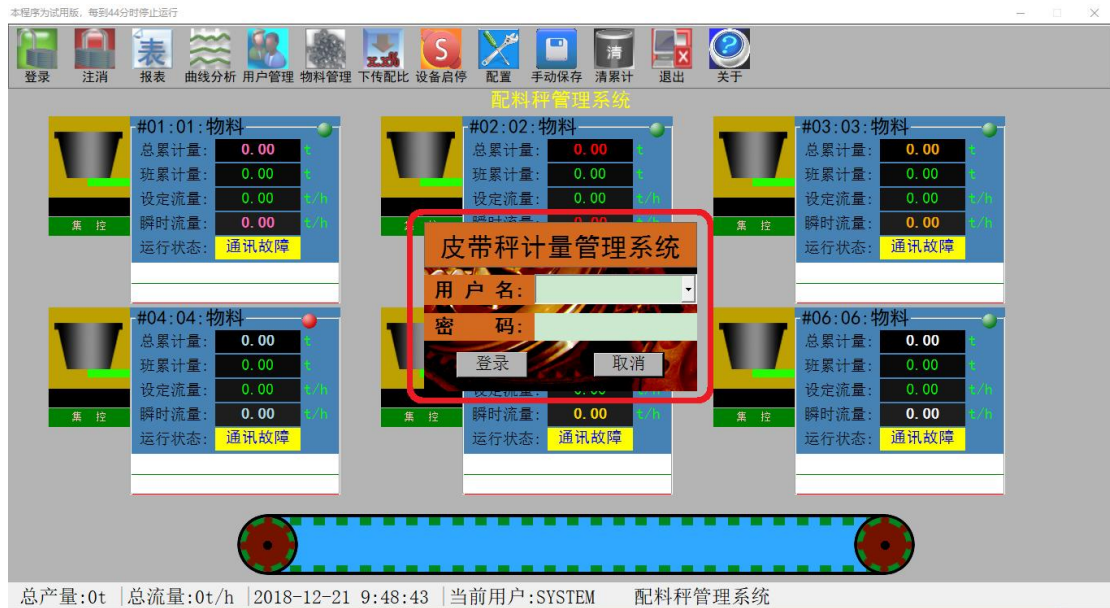 本程序为试用版，每到44分时停止运行
登录 注消 报表 曲线分析 用户管理 物料管理 下传配比 设备启停 配置 手动保存 清累计 退出 关于
表 X.X% S 清
配料秤管理系统
#01:01:物料
总累计量: 0.00 t
班累计量: 0.00 t
设定流量: 0.00 t/h
瞬时流量: 0.00 t/h
运行状态: 通讯故障
集 控
#02:02:物料
总累计量: 0.00 t
班累计量: 0.00 t
设定流量: 0.00 t/h
瞬时流量: 0.00 t/h
#03:03:物料
总累计量: 0.00 t
班累计量: 0.00 t
设定流量: 0.00 t/h
瞬时流量: 0.00 t/h
运行状态: 通讯故障
集 控
皮带秤计量管理系统
用 户 名:
密 码:
登录 取消
#04:04:物料
总累计量: 0.00 t
班累计量: 0.00 t
设定流量: 0.00 t/h
瞬时流量: 0.00 t/h
运行状态: 通讯故障
集 控
设定流量: 0.00 t/h
瞬时流量: 0.00 t/h
运行状态: 通讯故障
集 控
#06:06:物料
总累计量: 0.00 t
班累计量: 0.00 t
设定流量: 0.00 t/h
瞬时流量: 0.00 t/h
运行状态: 通讯故障
集 控
总产量:0t 总流量:0t/h 2018-12-21 9:48:43 当前用户:SYSTEM 配料秤管理系统